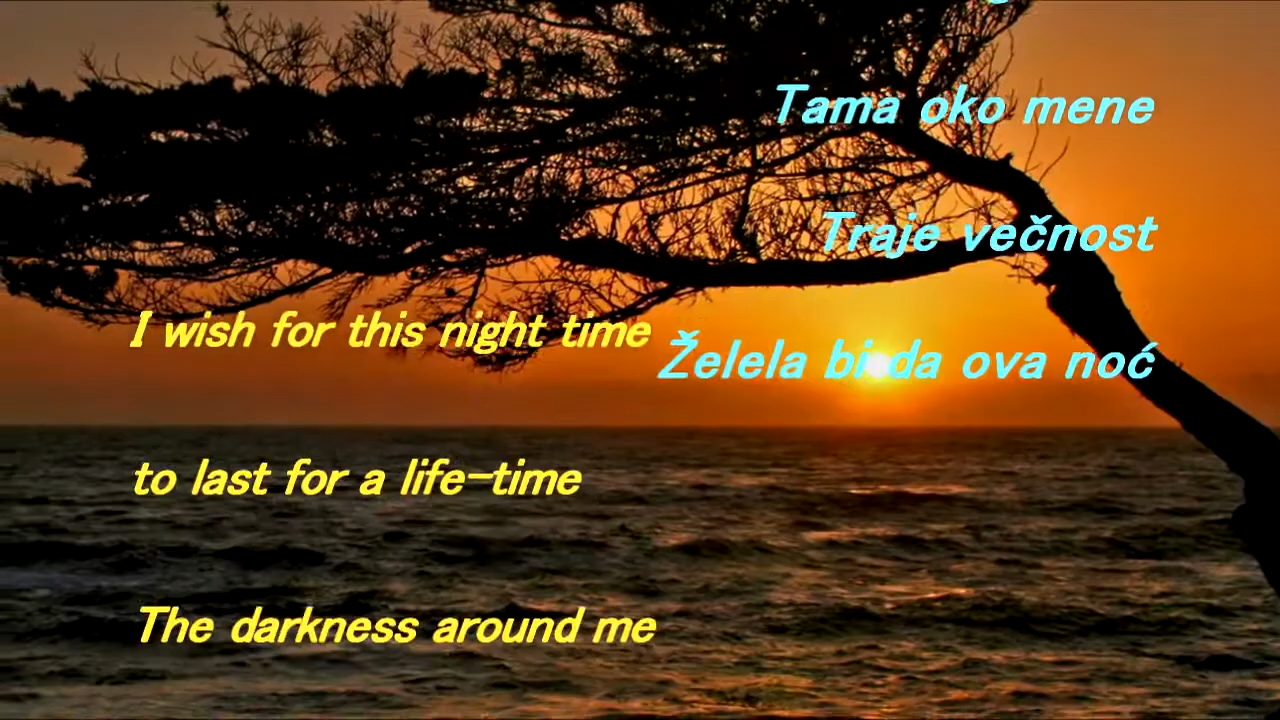 Tama oko mene
Traje večnost
Želela bi da ova noć
I wish for this night time
to last for a life-time
The darkness around me